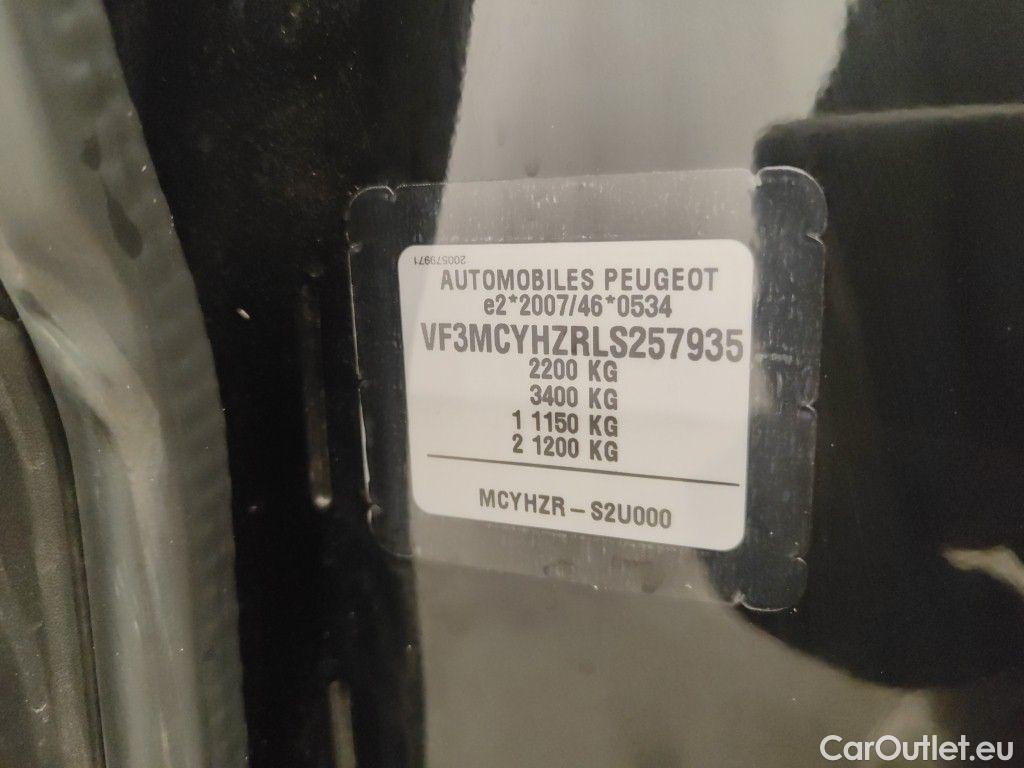 200579971
AUTOMOBILES PEUGEOT
e2*2007/46*0534
VF3MCYHZRLS257935
2200 KG
3400 KG
1 1150 KG
2 1200 KG
MCYHZR – S2U000
CarOutlet.eu